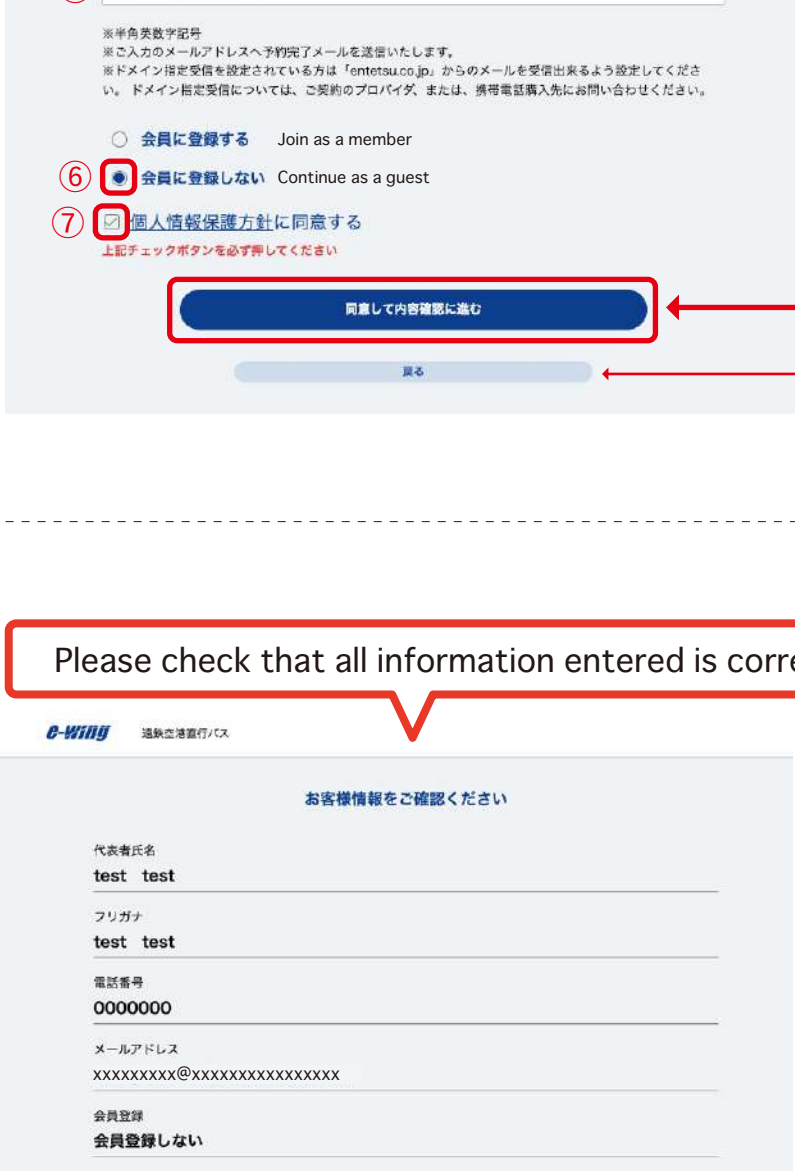 ※半角英数字記号
※ご入力のメールアドレスへ予約完了メールを送信いたします。
※ドメイン指定受信を設定されている方は「entetsu.co.jp」からのメールを受信出来るよう設定してくださ
い。 ドメイン指定受信については、ご契約のプロバイダ、または、携帯電話購入先にお問い合わせください。
会員に登録する Join as a member
⑥ 会員に登録しない Continue as a guest
⑦ 個人情報保護方針に同意する
上記チェックボタンを必ず押してください
同意して内容確認に進む
戻る
Please check that all information entered is corre
e-wing 遠鉄空港直行バス
お客様情報をご確認ください
代表者氏名
test test
フリガナ
test test
電話番号
0000000
メールアドレス
xxxxxxxxx@xxxxxxxxxxxxxxxx
会員登録
会員登録しない